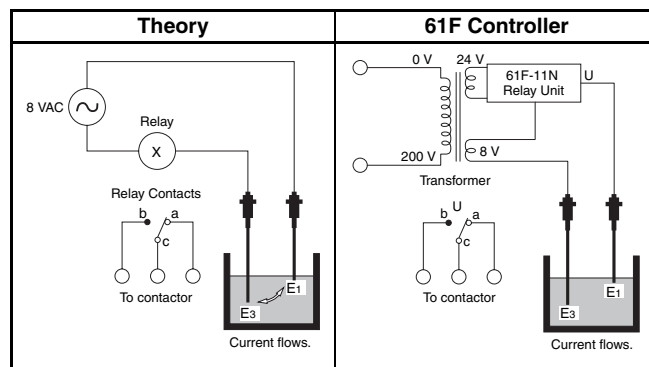 Theory
8 VAC
Relay
X
Relay Contacts
b a
c
To contactor
E1
E3
Current flows.
61F Controller
0 V 24 V
61F-11N
Relay Unit
U
200 V
8 V
Transformer
U
b a
c
To contactor
E1
E3
Current flows.